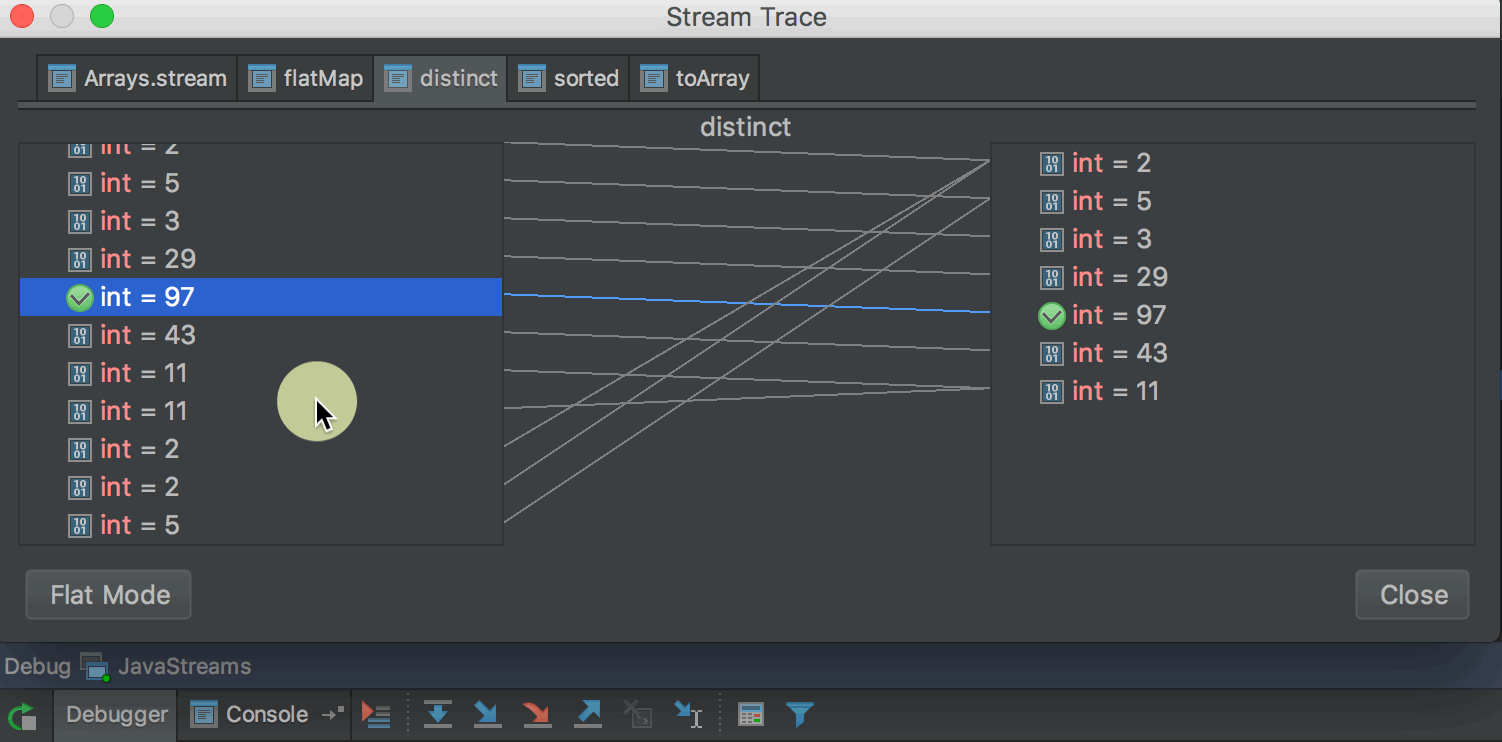 Stream Trace
Arrays.stream flatMap distinct sorted toArray
distinct
int = 2
int = 5
int = 3
int = 29
int = 97
int = 43
int = 11
int = 11
int = 2
int = 2
int = 5
int = 2
int = 5
int = 3
int = 29
int = 97
int = 43
int = 11
Flat Mode
Close
Debug JavaStreams
Debugger Console